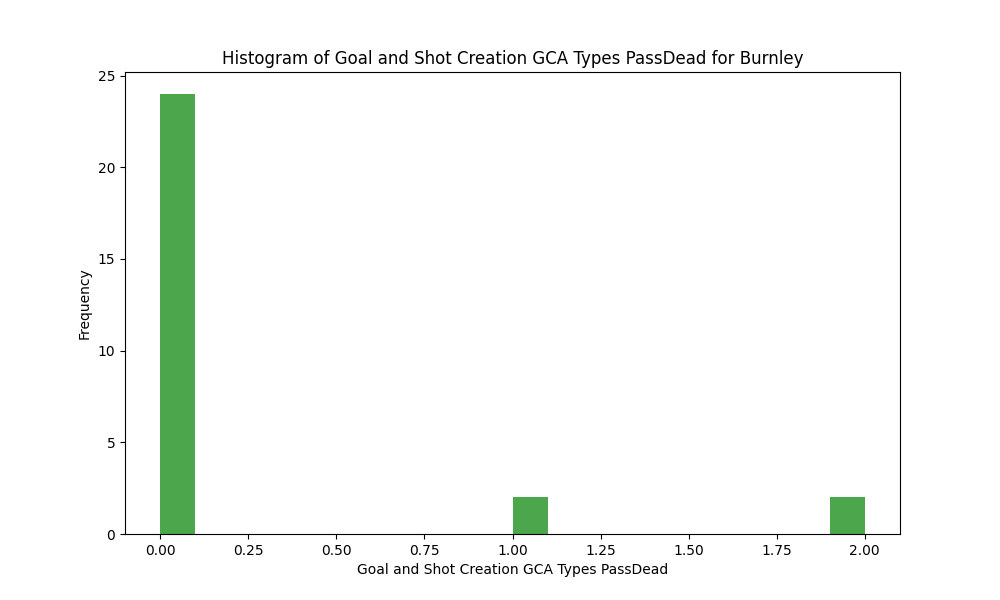 Histogram of Goal and Shot Creation GCA Types PassDead for Burnley
25
20
15
10
5
0
Frequency
0.00 0.25 0.50 0.75 1.00 1.25 1.50 1.75 2.00
Goal and Shot Creation GCA Types PassDead